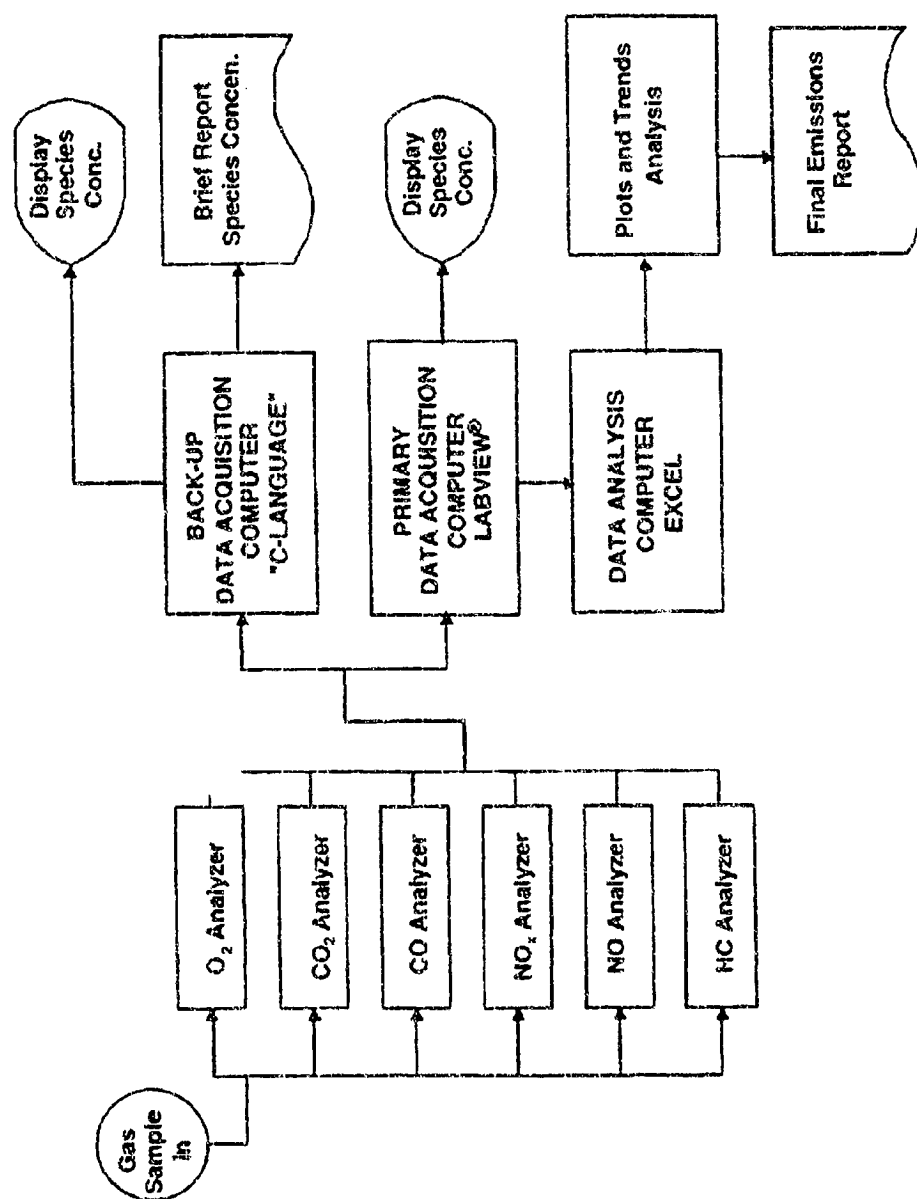 Gas
Sample
In
O₂ Analyzer
CO₂ Analyzer
CO Analyzer
NOₓ Analyzer
NO Analyzer
HC Analyzer
BACK-UP
DATA ACQUISITION
COMPUTER
"C-LANGUAGE"
PRIMARY
DATA ACQUISITION
COMPUTER
LABVIEW®
DATA ANALYSIS
COMPUTER
EXCEL
Display
Species
Conc.
Brief Report
Species Concen.
Display
Species
Conc.
Plots and Trends
Analysis
Final Emissions
Report